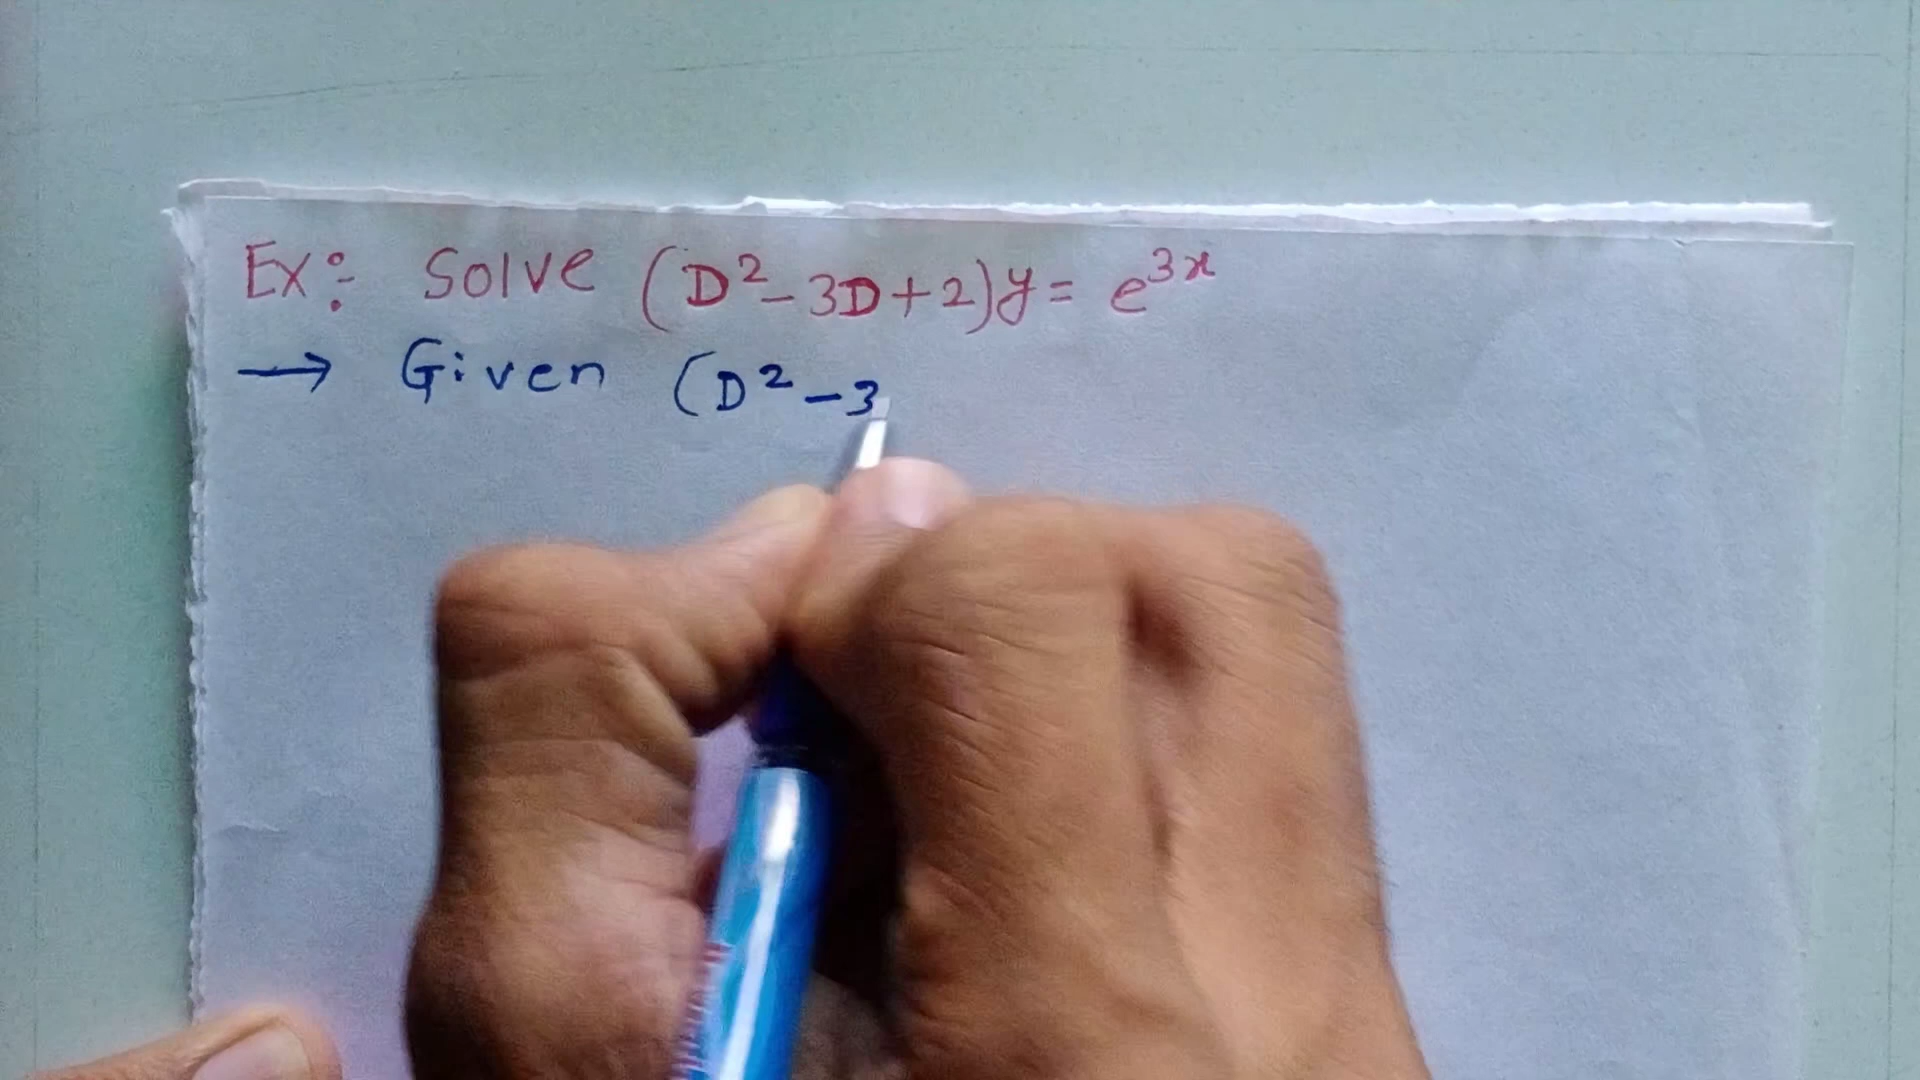 Ex: Solve (D²-3D+2)y = e³ˣ
→ Given (D²-3